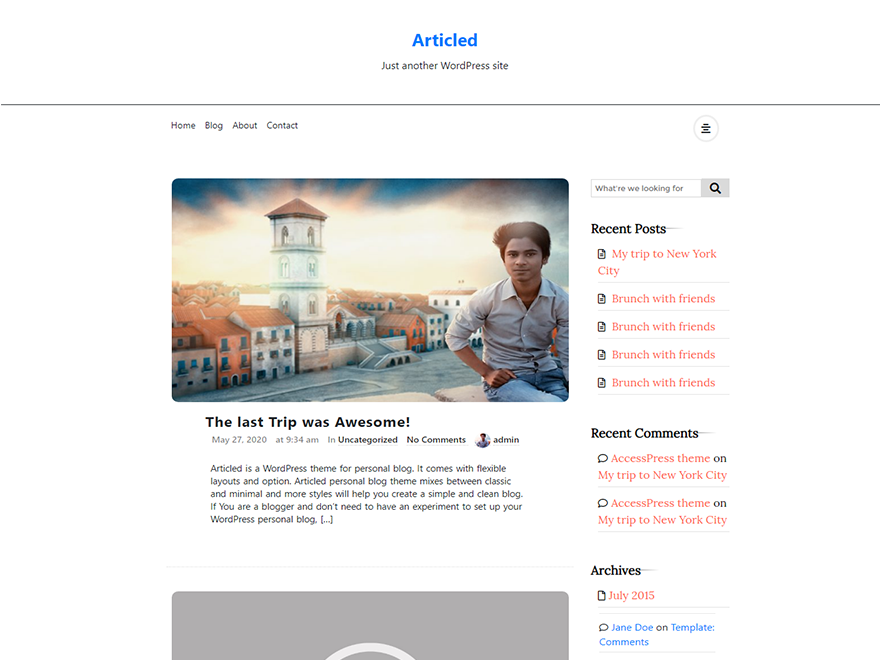 Articled
Just another WordPress site
Home Blog About Contact
The last Trip was Awesome!
May 27, 2020 at 9:34 am In Uncategorized No Comments admin
Articled is a WordPress theme for personal blog. It comes with flexible
layouts and option. Articled personal blog theme mixes between classic
and minimal and more styles will help you create a simple and clean blog.
If You are a blogger and don't need to have an experiment to set up your
WordPress personal blog, [...]
What're we looking for
Recent Posts
My trip to New York
City
Brunch with friends
Brunch with friends
Brunch with friends
Brunch with friends
Recent Comments
AccessPress theme on
My trip to New York City
AccessPress theme on
My trip to New York City
Archives
July 2015
Jane Doe on Template:
Comments